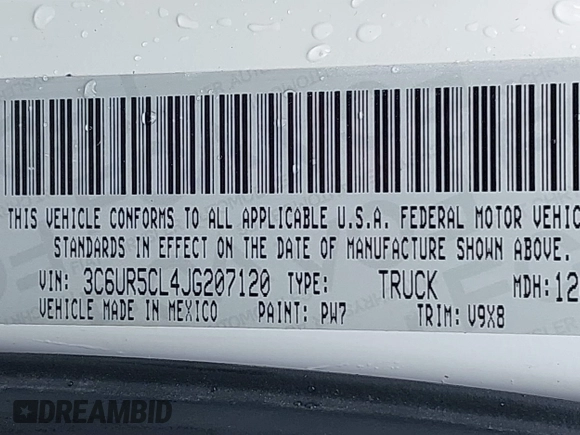 THIS VEHICLE CONFORMS TO ALL APPLICABLE U.S.A. FEDERAL MOTOR VEHIC
STANDARDS IN EFFECT ON THE DATE OF MANUFACTURE SHOWN ABOVE.
VIN: 3C6UR5CL4JG207120 TYPE: TRUCK MDH: 12
VEHICLE MADE IN MEXICO PAINT: PW7 TRIM: V9X8
DREAMBID